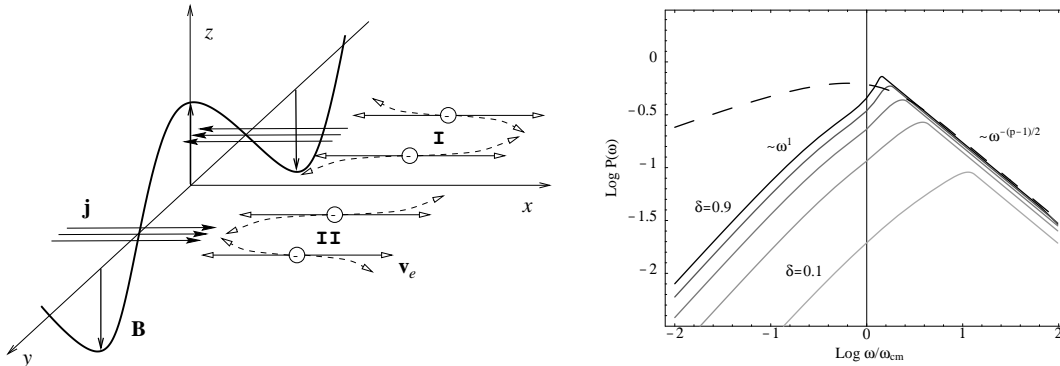 z
I
x
j
II
v_e
B
y
Log P(ω)
0
−0.5
−1
−1.5
−2
~ω^1
~ω^−(p−1)/2
δ=0.9
δ=0.1
−2
−1
0
1
2
Log ω/ω_cm